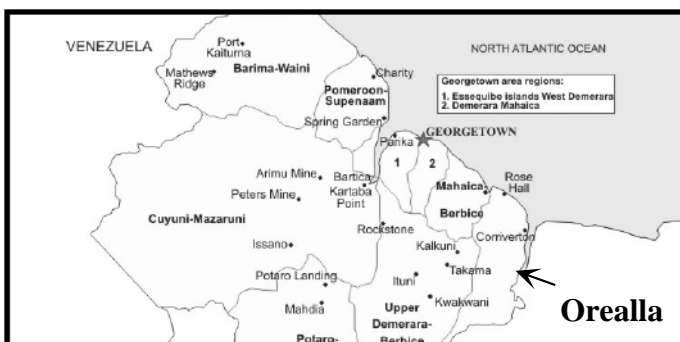 VENEZUELA
Port
Kaituma
NORTH ATLANTIC OCEAN
Mathews
Ridge
Barima-Waini
Charity
Georgetown area regions:
1. Essequibo islands West Demerara
2. Demerara Mahaica
Pomeroon-
Supenaam
Spring Garden
GEORGETOWN
Parika
1
2
Arimu Mine
Bartica
Kartaba
Point
Mahaica
Berbice
Rose
Hall
Peters Mine
Cuyuni-Mazaruni
Rockstone
Corriverton
Issano
Kalkuni
Takama
Potaro Landing
Ituni
Orealla
Mahdia
Kwakwani
Upper
Demerara-
Berbice
Potaro-